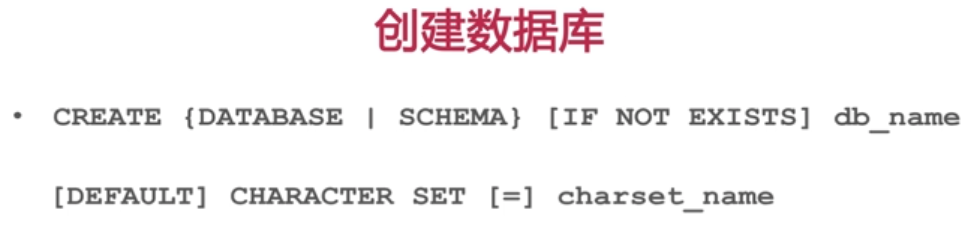 创建数据库
• CREATE {DATABASE | SCHEMA} [IF NOT EXISTS] db_name
[DEFAULT] CHARACTER SET [=] charset_name